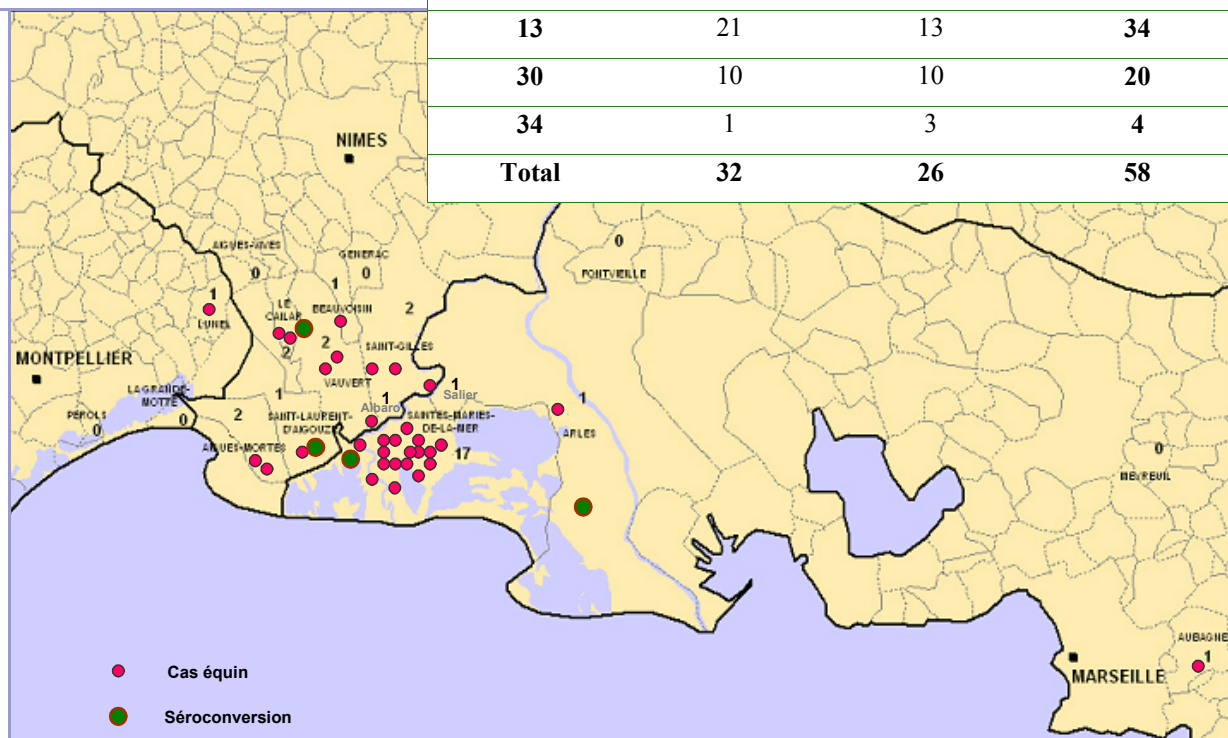 13 21 13 34
30 10 10 20
34 1 3 4
Total 32 26 58
NIMES
AIGUES-VIVES
0
GENERAC
0
0
FONTVIEILLE
1
LUNEL
LE
CAILAR
2
1
BEAUVOISIN
2
2
SAINT-GILLES
VAUVERT
MONTPELLIER
LA GRANDE-
MOTTE
0
PEROLS
0
1
2
SAINT-LAURENT-
D'AIGOUZE
AIGUES-MORTES
1
Albaro
1
Salier
SAINTES-MARIES-
DE-LA-MER
17
1
ARLES
0
MEYREUIL
AUBAGNE
1
MARSEILLE
Cas équin
Séroconversion